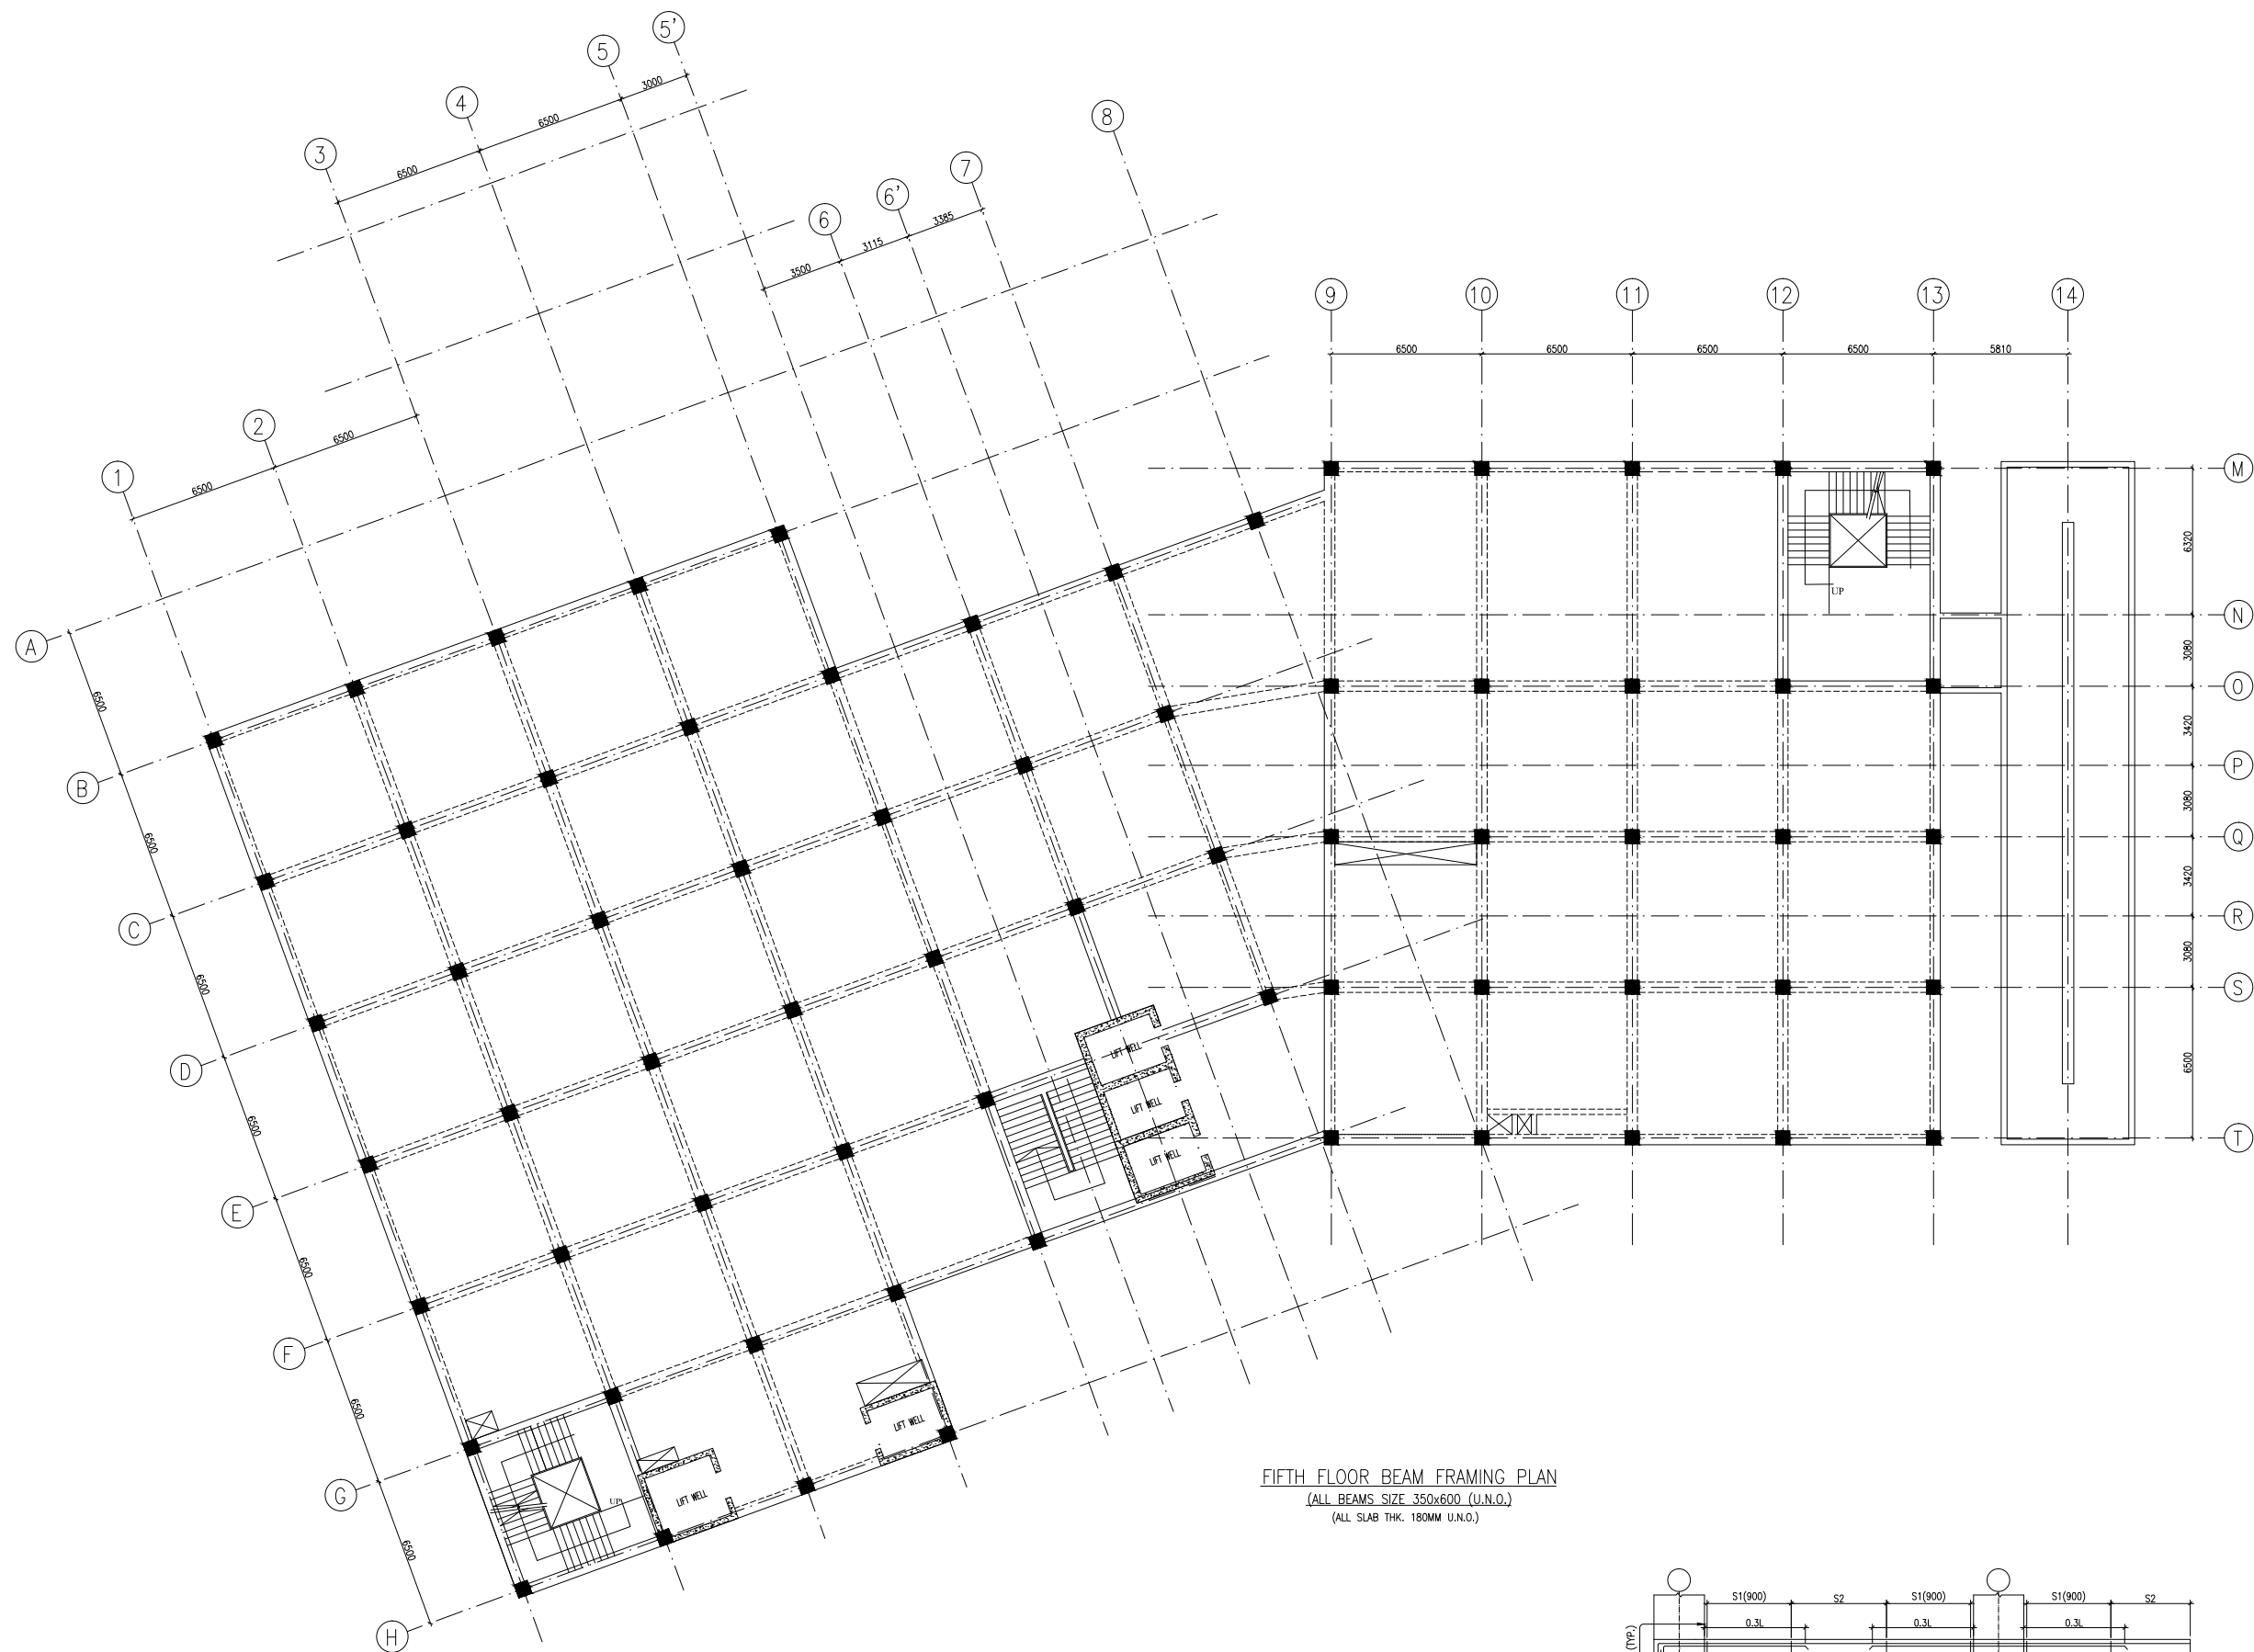 5'
5
3000
4
6500
8
3
6500
7
6'
3385
6
3115
3500
9
10
11
12
13
14
6500
6500
6500
6500
5810
2
6500
1
6500
M
6320
UP
N
A
3080
6500
O
3420
B
P
6500
3080
Q
C
3420
6500
R
D
3080
S
LIFT WELL
6500
6500
LIFT WELL
T
LIFT WELL
E
6500
F
6500
LIFT WELL
G
LIFT WELL
UP
6500
H
FIFTH FLOOR BEAM FRAMING PLAN
(ALL BEAMS SIZE 350x600 (U.N.O.)
(ALL SLAB THK. 180MM U.N.O.)
S1(900) S2 S1(900) S1(900) S2
0.3L 0.3L 0.3L
(TYP.)